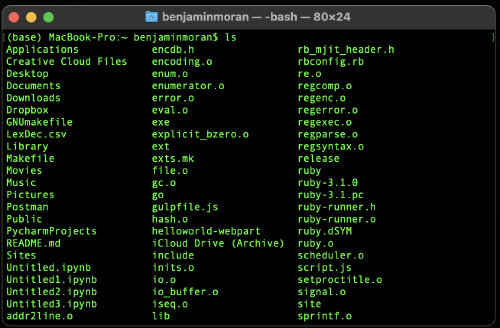 benjaminmoran — -bash — 80×24
(base) MacBook-Pro:~ benjaminmoran$ ls
Applications encdb.h rb_mjit_header.h
Creative Cloud Files encoding.o rbconfig.rb
Desktop enum.o re.o
Documents enumerator.o regcomp.o
Downloads error.o regenc.o
Dropbox eval.o regerror.o
GNUmakefile exe regexec.o
LexDec.csv explicit_bzero.o regparse.o
Library ext regsyntax.o
Makefile exts.mk release
Movies file.o ruby
Music gc.o ruby-3.1.0
Pictures go ruby-3.1.pc
Postman gulpfile.js ruby-runner.h
Public hash.o ruby-runner.o
PycharmProjects helloworld-webpart ruby.dSYM
README.md iCloud Drive (Archive) ruby.o
Sites include scheduler.o
Untitled.ipynb inits.o script.js
Untitled1.ipynb io.o setproctitle.o
Untitled2.ipynb io_buffer.o signal.o
Untitled3.ipynb iseq.o site
addr2line.o lib sprintf.o